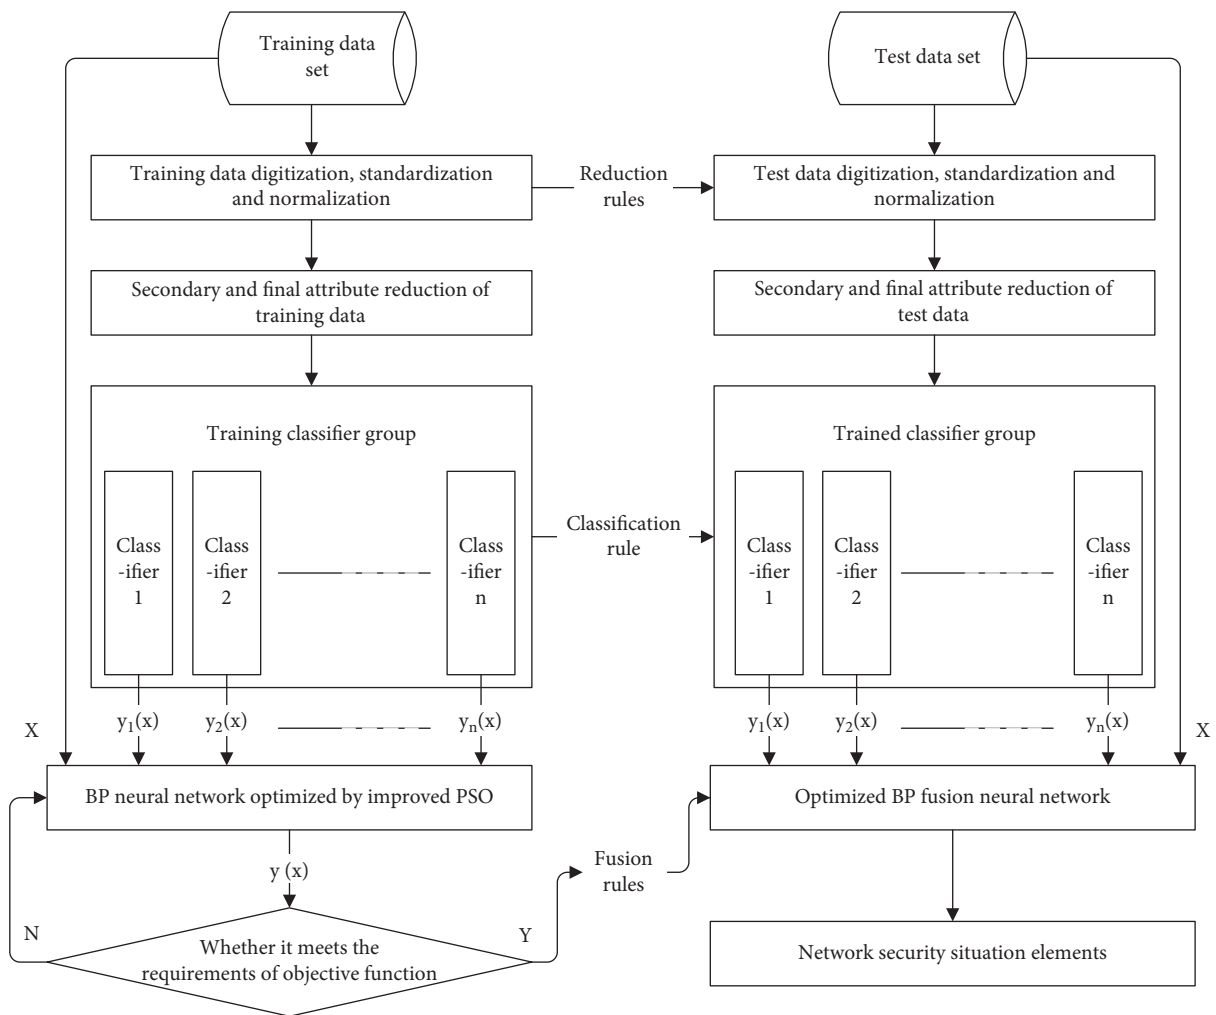 Training data
set
Test data set
Training data digitization, standardization
and normalization
Reduction
rules
Test data digitization, standardization and
normalization
Secondary and final attribute reduction of
training data
Secondary and final attribute reduction of
test data
Training classifier group
Class
-ifier
1
Class
-ifier
2
Class
-ifier
n
Classification
rule
Trained classifier group
Class
-ifier
1
Class
-ifier
2
Class
-ifier
n
X
y₁(x)
y₂(x)
yₙ(x)
y₁(x)
y₂(x)
yₙ(x)
X
BP neural network optimized by improved PSO
Optimized BP fusion neural network
y (x)
Fusion
rules
N
Whether it meets the
requirements of objective function
Y
Network security situation elements